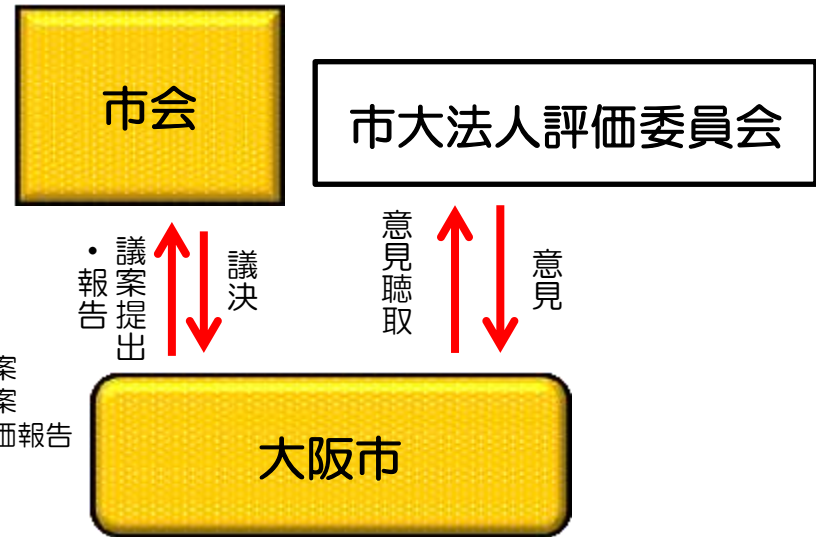 市会
市大法人評価委員会
議案提出
・報告
議決
意見聴取
意見
案
案
価報告
大阪市